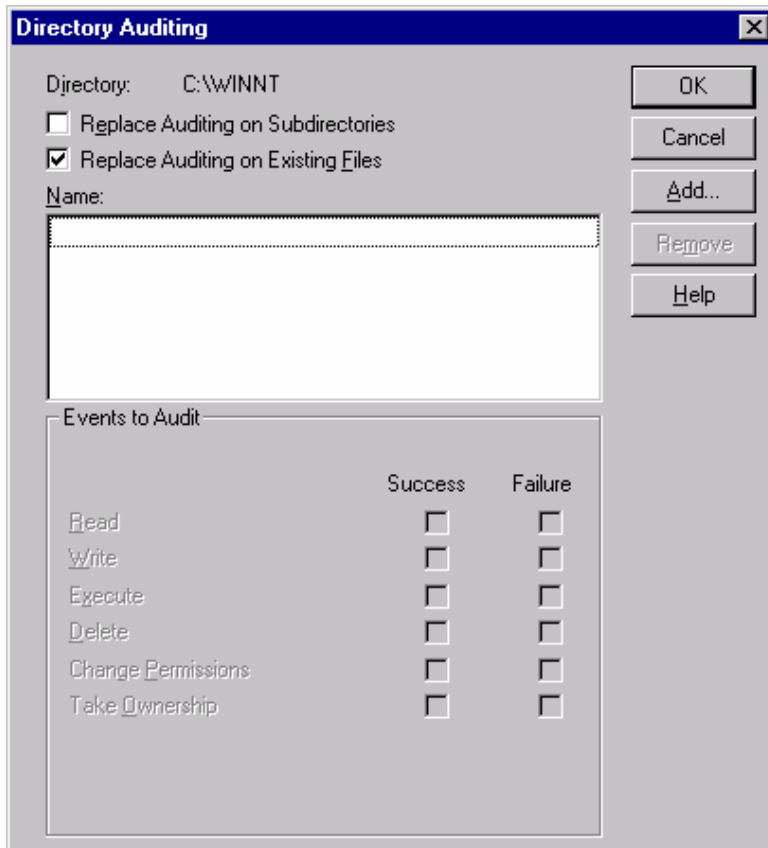 Directory Auditing
Directory: C:\WINNT
Replace Auditing on Subdirectories
Replace Auditing on Existing Files
Name:
OK
Cancel
Add...
Remove
Help
Events to Audit
Success Failure
Read
Write
Execute
Delete
Change Permissions
Take Ownership